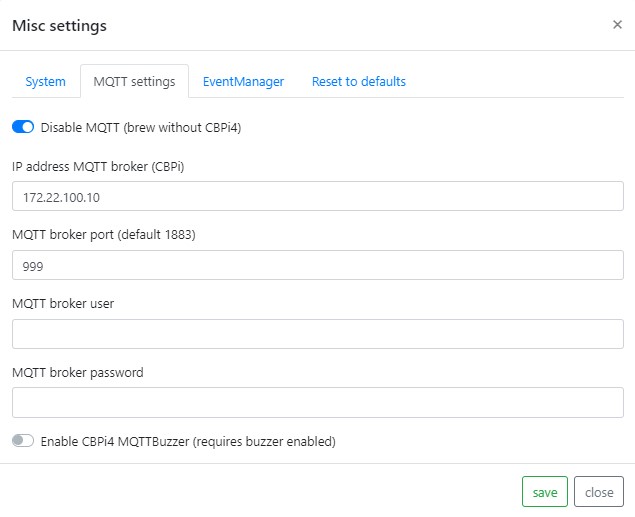 Misc settings
×
System MQTT settings EventManager Reset to defaults
Disable MQTT (brew without CBPi4)
IP address MQTT broker (CBPi)
172.22.100.10
MQTT broker port (default 1883)
999
MQTT broker user
MQTT broker password
Enable CBPi4 MQTTBuzzer (requires buzzer enabled)
save close